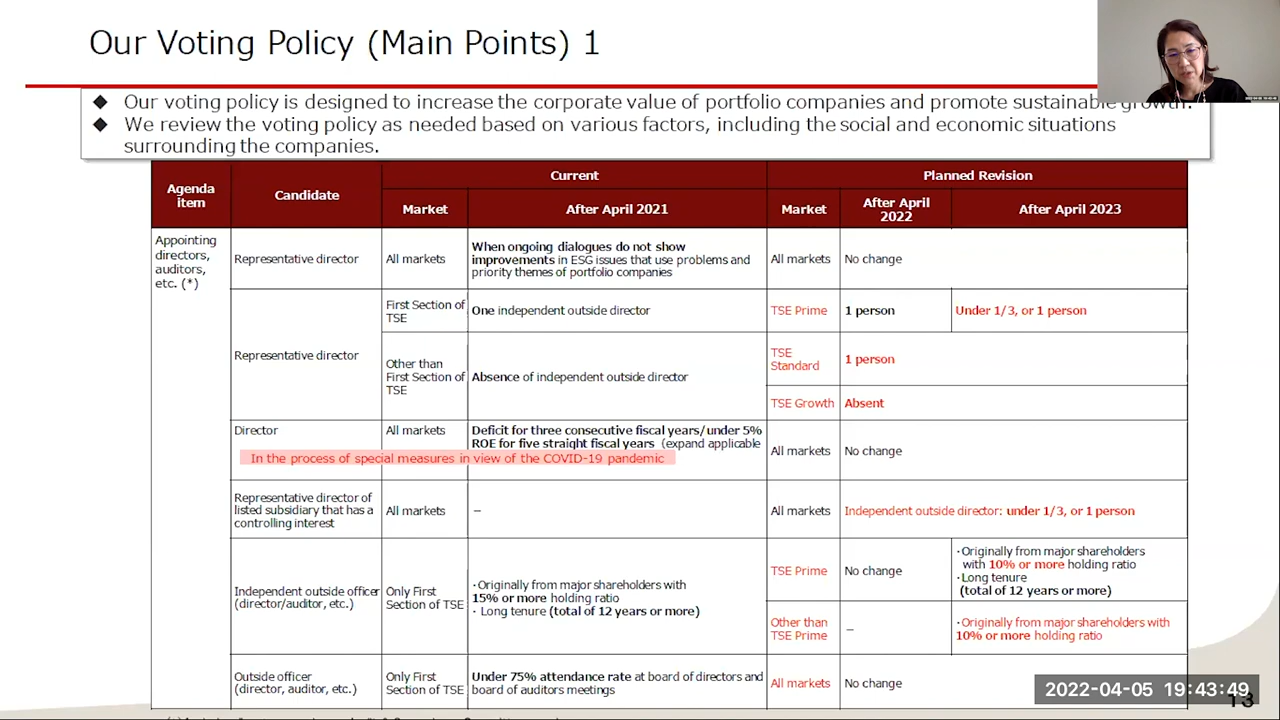 Our Voting Policy (Main Points) 1
◆ Our voting policy is designed to increase the corporate value of portfolio companies and promote sustainable growth.
◆ We review the voting policy as needed based on various factors, including the social and economic situations
surrounding the companies.
Agenda
item
Candidate
Current
Planned Revision
Market
After April 2021
Market
After April
2022
After April 2023
Appointing
directors,
auditors,
etc. (*)
Representative director
All markets
When ongoing dialogues do not show
improvements in ESG issues that use problems and
priority themes of portfolio companies
All markets
No change
Representative director
First Section of
TSE
One independent outside director
TSE Prime
1 person
Under 1/3, or 1 person
Other than
First Section of
TSE
Absence of independent outside director
TSE
Standard
1 person
TSE Growth
Absent
Director
All markets
Deficit for three consecutive fiscal years/under 5%
ROE for five straight fiscal years (expand applicable
In the process of special measures in view of the COVID-19 pandemic
All markets
No change
Representative director of
listed subsidiary that has a
controlling interest
All markets
–
All markets
Independent outside director: under 1/3, or 1 person
Independent outside officer
(director/auditor, etc.)
Only First
Section of TSE
・Originally from major shareholders with
15% or more holding ratio
・ Long tenure (total of 12 years or more)
TSE Prime
No change
・Originally from major shareholders
with 10% or more holding ratio
・Long tenure
(total of 12 years or more)
Other than
TSE Prime
–
・Originally from major shareholders with
10% or more holding ratio
Outside officer
(director, auditor, etc.)
Only First
Section of TSE
Under 75% attendance rate at board of directors and
board of auditors meetings
All markets
No change
2022-04-05 19:43:49
13